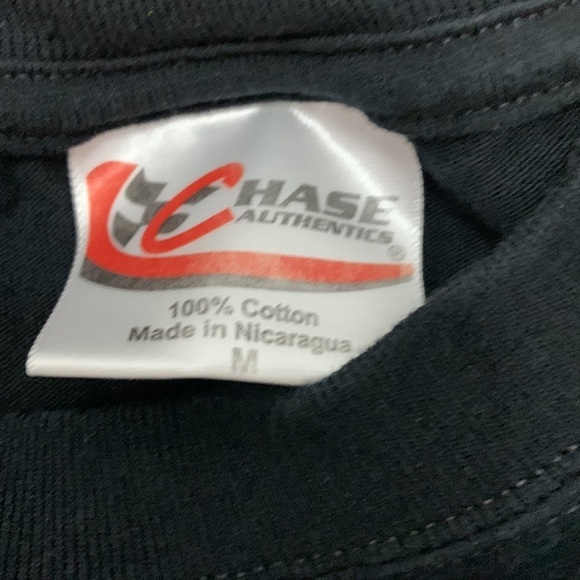 CHASE
AUTHENTICS®
100% Cotton
Made in Nicaragua
M